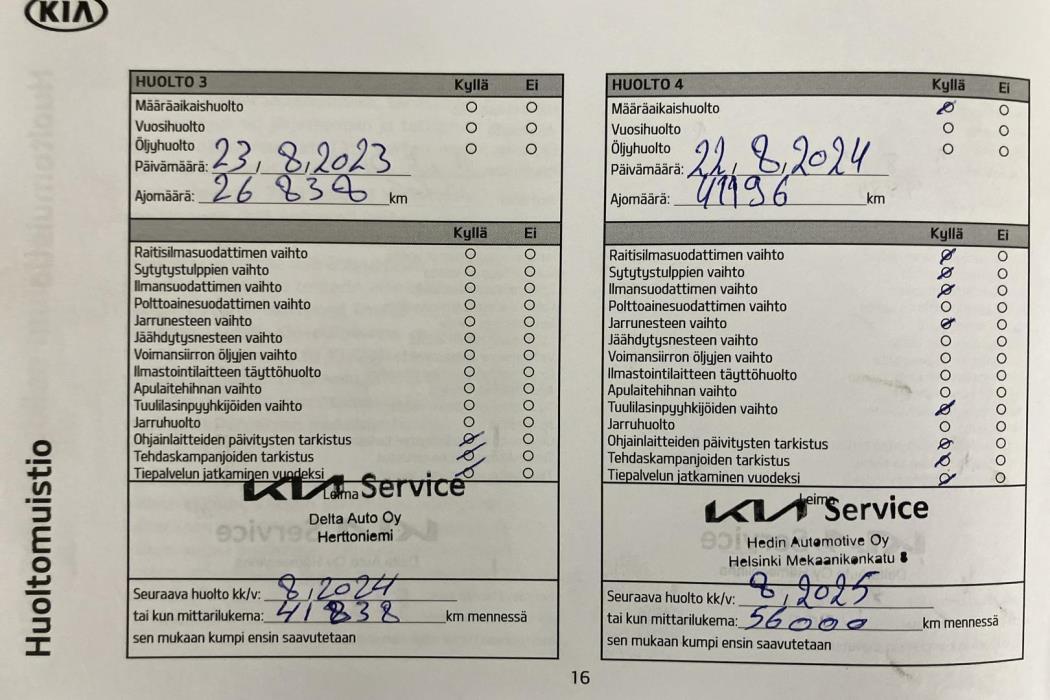 KIA
HUOLTO 3 Kyllä Ei
Määräaikaishuolto
Vuosihuolto
Öljyhuolto
Päivämäärä: 23, 8,2023
Ajomäärä: 26 838 km
Kyllä Ei
Raitisilmasuodattimen vaihto
Sytytystulppien vaihto
Ilmansuodattimen vaihto
Polttoainesuodattimen vaihto
Jarrunesteen vaihto
Jäähdytysnesteen vaihto
Voimansiirron öljyjen vaihto
Ilmastointilaitteen täyttöhuolto
Apulaitehihnan vaihto
Tuulilasinpyyhkijöiden vaihto
Jarruhuolto
Ohjainlaitteiden päivitysten tarkistus
Tehdaskampanjoiden tarkistus
Tiepalvelun jatkaminen vuodeksi
Leima
KIA Service
Delta Auto Oy
Herttoniemi
Seuraava huolto kk/v: 8,2024
tai kun mittarilukema: 41838 km mennessä
sen mukaan kumpi ensin saavutetaan
HUOLTO 4 Kyllä Ei
Määräaikaishuolto
Vuosihuolto
Öljyhuolto
Päivämäärä: 22, 8,2024
Ajomäärä: 41196 km
Kyllä Ei
Raitisilmasuodattimen vaihto
Sytytystulppien vaihto
Ilmansuodattimen vaihto
Polttoainesuodattimen vaihto
Jarrunesteen vaihto
Jäähdytysnesteen vaihto
Voimansiirron öljyjen vaihto
Ilmastointilaitteen täyttöhuolto
Apulaitehihnan vaihto
Tuulilasinpyyhkijöiden vaihto
Jarruhuolto
Ohjainlaitteiden päivitysten tarkistus
Tehdaskampanjoiden tarkistus
Tiepalvelun jatkaminen vuodeksi
Leima
KIA Service
Hedin Automotive Oy
Helsinki Mekaanikonkatu 8
Seuraava huolto kk/v: 8,2025
tai kun mittarilukema: 56000 km mennessä
sen mukaan kumpi ensin saavutetaan
Huoltomuistio
16